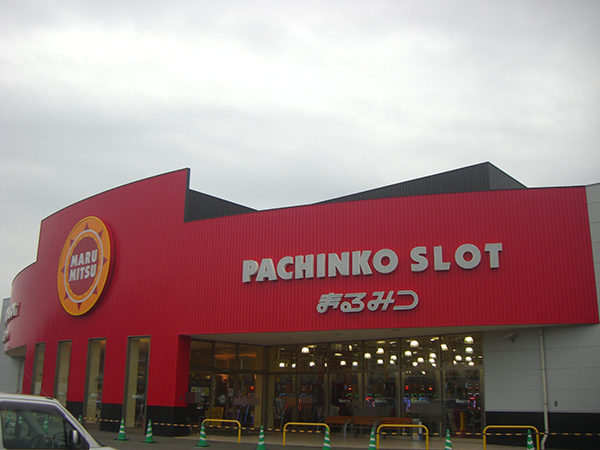 MARU
MITSU
PACHINKO SLOT
まるみつ